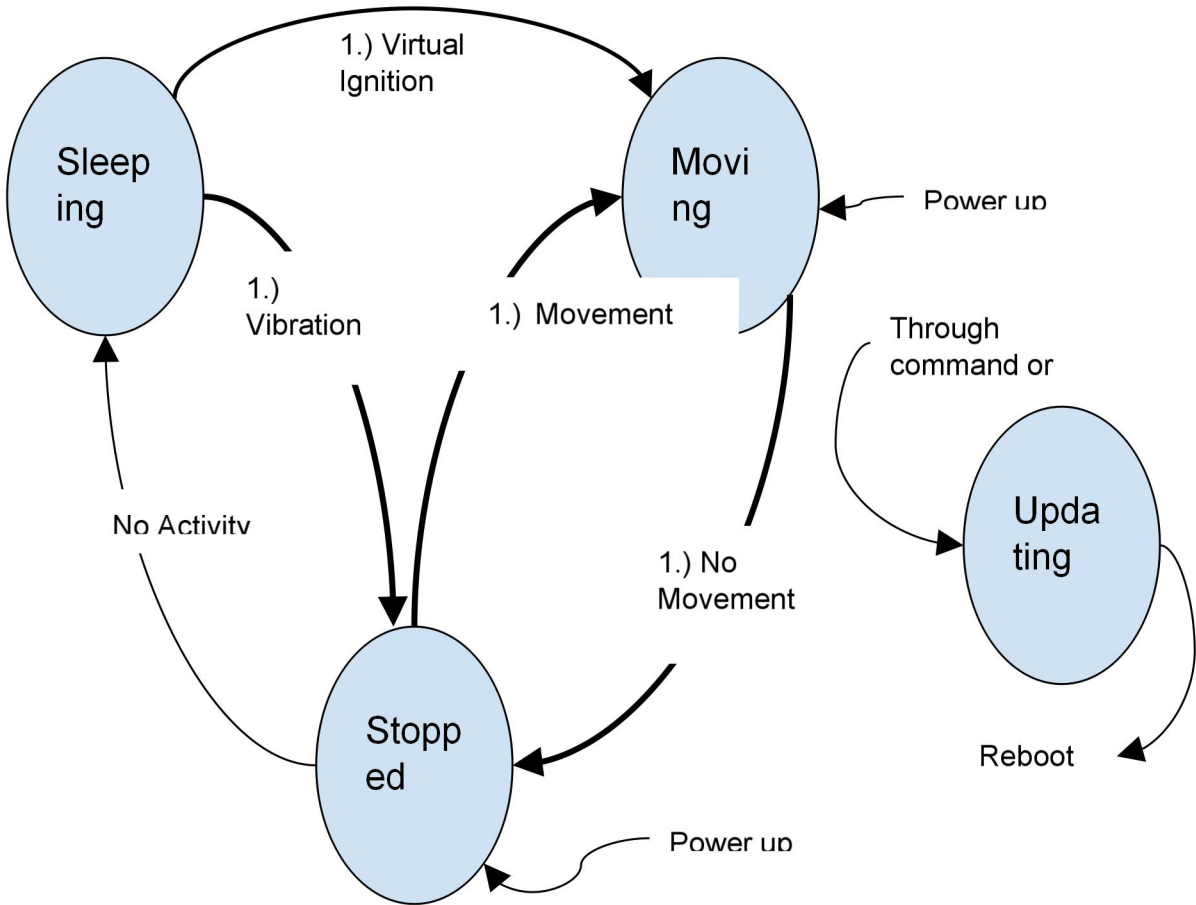 1.) Virtual
Ignition
Sleep
ing
Movi
ng
Power up
1.)
Vibration
1.) Movement
Through
command or
No Activity
Upda
ting
1.) No
Movement
Stopp
ed
Reboot
Power up